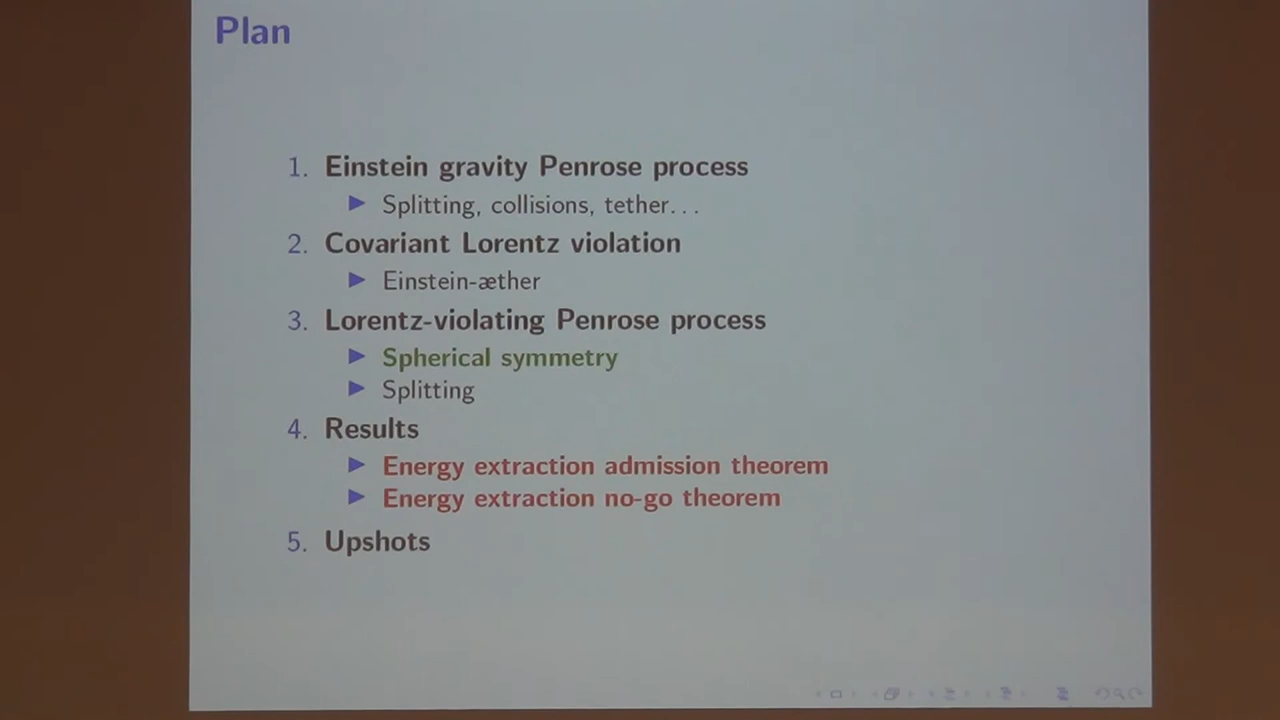 Plan
1. Einstein gravity Penrose process
▶ Splitting, collisions, tether...
2. Covariant Lorentz violation
▶ Einstein-æther
3. Lorentz-violating Penrose process
▶ Spherical symmetry
▶ Splitting
4. Results
▶ Energy extraction admission theorem
▶ Energy extraction no-go theorem
5. Upshots